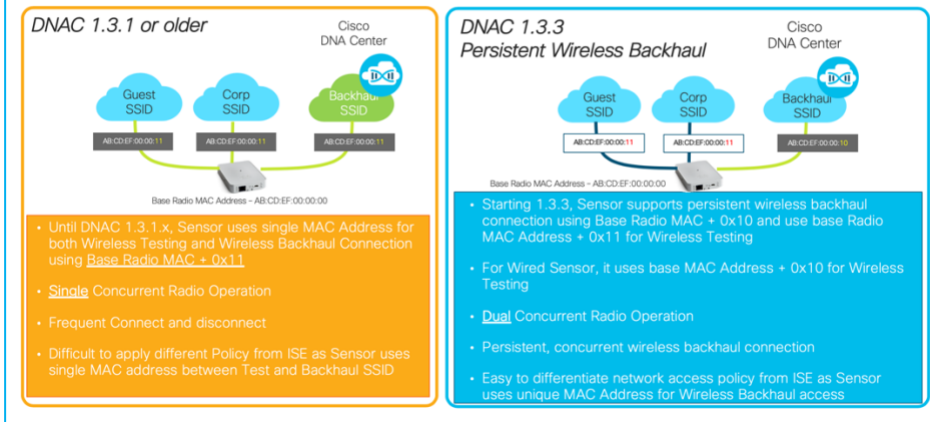 DNAC 1.3.1 or older
Cisco
DNA Center
Guest
SSID
Corp
SSID
Backhaul
SSID
AB:CD:EF:00:00:11
AB:CD:EF:00:00:11
AB:CD:EF:00:00:11
Base Radio MAC Address - AB:CD:EF:00:00:00
• Until DNAC 1.3.1.x, Sensor uses single MAC Address for
both Wireless Testing and Wireless Backhaul Connection
using Base Radio MAC + 0x11
• Single Concurrent Radio Operation
• Frequent Connect and disconnect
• Difficult to apply different Policy from ISE as Sensor uses
single MAC address between Test and Backhaul SSID
DNAC 1.3.3
Persistent Wireless Backhaul
Cisco
DNA Center
Guest
SSID
Corp
SSID
Backhaul
SSID
AB:CD:EF:00:00:11
AB:CD:EF:00:00:11
AB:CD:EF:00:00:10
Base Radio MAC Address - AB:CD:EF:00:00:00
• Starting 1.3.3, Sensor supports persistent wireless backhaul
connection using Base Radio MAC + 0x10 and use base Radio
MAC Address + 0x11 for Wireless Testing
• For Wired Sensor, it uses base MAC Address + 0x10 for Wireless
Testing
• Dual Concurrent Radio Operation
• Persistent, concurrent wireless backhaul connection
• Easy to differentiate network access policy from ISE as Sensor
uses unique MAC Address for Wireless Backhaul access